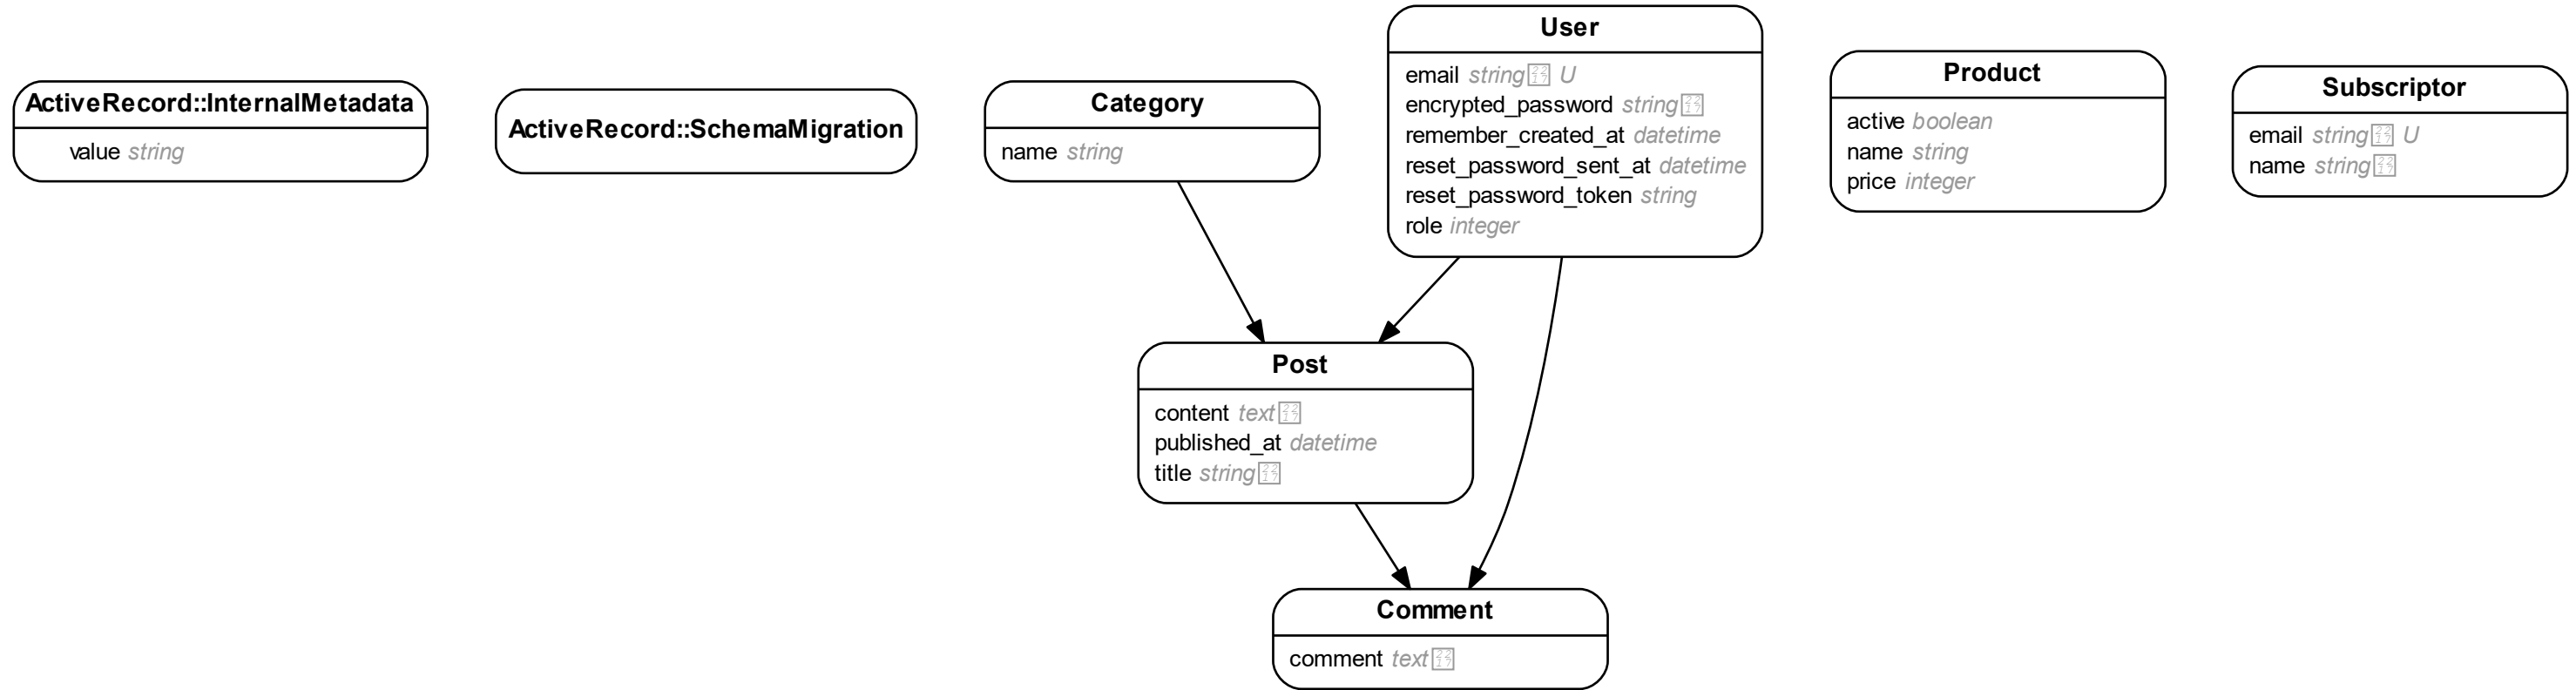 ActiveRecord::InternalMetadata
value string
ActiveRecord::SchemaMigration
Category
name string
User
email string∗ U
encrypted_password string∗
remember_created_at datetime
reset_password_sent_at datetime
reset_password_token string
role integer
Product
active boolean
name string
price integer
Subscriptor
email string∗ U
name string∗
Post
content text∗
published_at datetime
title string∗
Comment
comment text∗